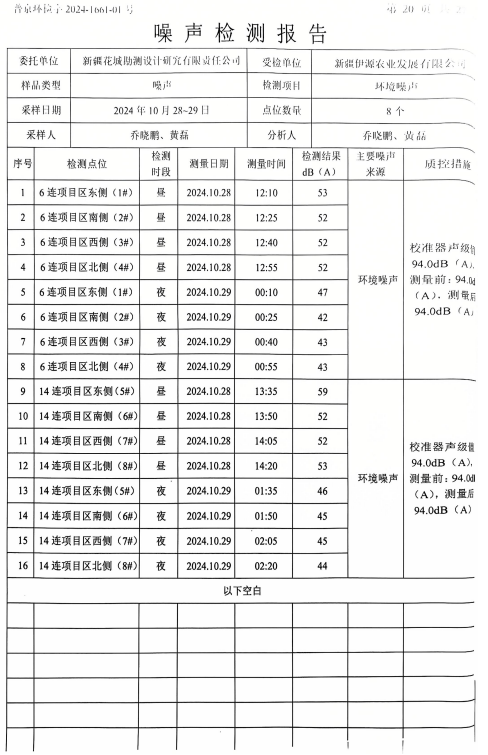 普京环检字 2024-1661-01 号
第 20 页
噪声检测报告
委托单位 新疆花城勘测设计研究有限责任公司 受检单位 新疆伊源农业发展有限公司
样品类型 噪声 检测项目 环境噪声
采样日期 2024 年 10 月 28~29 日 点位数量 8 个
采样人 乔晓鹏、黄磊 分析人 乔晓鹏、黄磊
序号 检测点位 检测时段 测量日期 测量时间 检测结果 dB（A） 主要噪声来源 质控措施
1 6 连项目区东侧（1#） 昼 2024.10.28 12:10 53
2 6 连项目区南侧（2#） 昼 2024.10.28 12:25 52
3 6 连项目区西侧（3#） 昼 2024.10.28 12:40 52
4 6 连项目区北侧（4#） 昼 2024.10.28 12:55 52
5 6 连项目区东侧（1#） 夜 2024.10.29 00:10 47
6 6 连项目区南侧（2#） 夜 2024.10.29 00:25 42
7 6 连项目区西侧（3#） 夜 2024.10.29 00:40 43
8 6 连项目区北侧（4#） 夜 2024.10.29 00:55 43
环境噪声
校准器声级
94.0dB（A）
测量前：94.0d
（A），测量后
94.0dB（A）
9 14 连项目区东侧（5#） 昼 2024.10.28 13:35 59
10 14 连项目区南侧（6#） 昼 2024.10.28 13:50 52
11 14 连项目区西侧（7#） 昼 2024.10.28 14:05 52
12 14 连项目区北侧（8#） 昼 2024.10.28 14:20 53
13 14 连项目区东侧（5#） 夜 2024.10.29 01:35 46
14 14 连项目区南侧（6#） 夜 2024.10.29 01:50 45
15 14 连项目区西侧（7#） 夜 2024.10.29 02:05 45
16 14 连项目区北侧（8#） 夜 2024.10.29 02:20 44
环境噪声
校准器声级值
94.0dB（A），
测量前：94.0d
（A），测量后
94.0dB（A）
以下空白